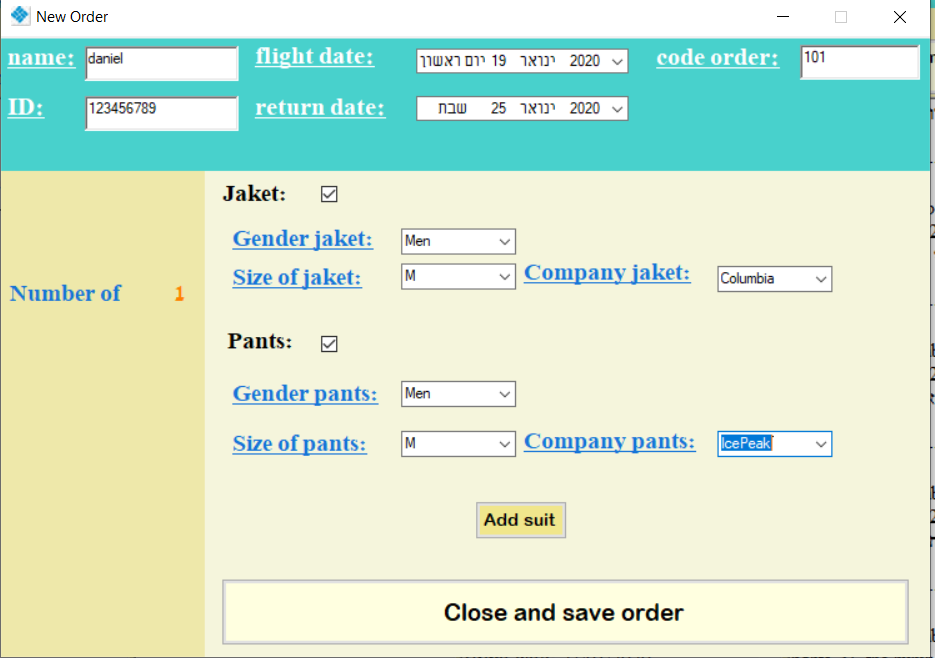 New Order
name: daniel flight date: יום ראשון 19 ינואר 2020 code order: 101
ID: 123456789 return date: שבת 25 ינואר 2020
Jaket:
Gender jaket: Men
Size of jaket: M Company jaket: Columbia
Number of 1
Pants:
Gender pants: Men
Size of pants: M Company pants: IcePeak
Add suit
Close and save order